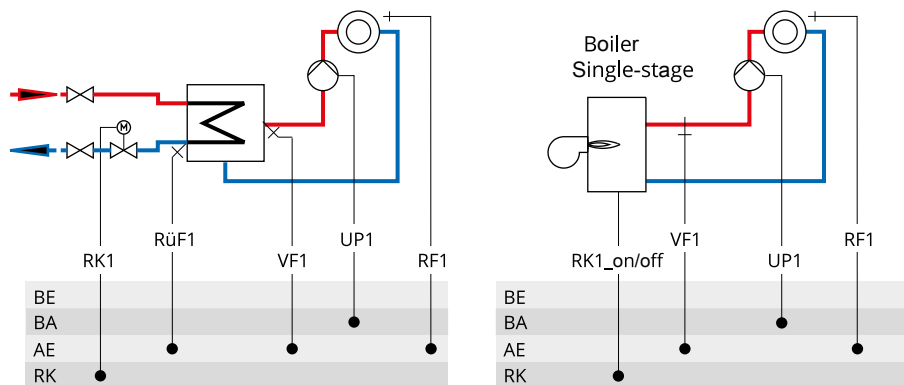 Boiler
Single-stage
M
RüF1
UP1
RK1
VF1
RF1
BE
BA
AE
RK
VF1
RF1
RK1_on/off
UP1
BE
BA
AE
RK